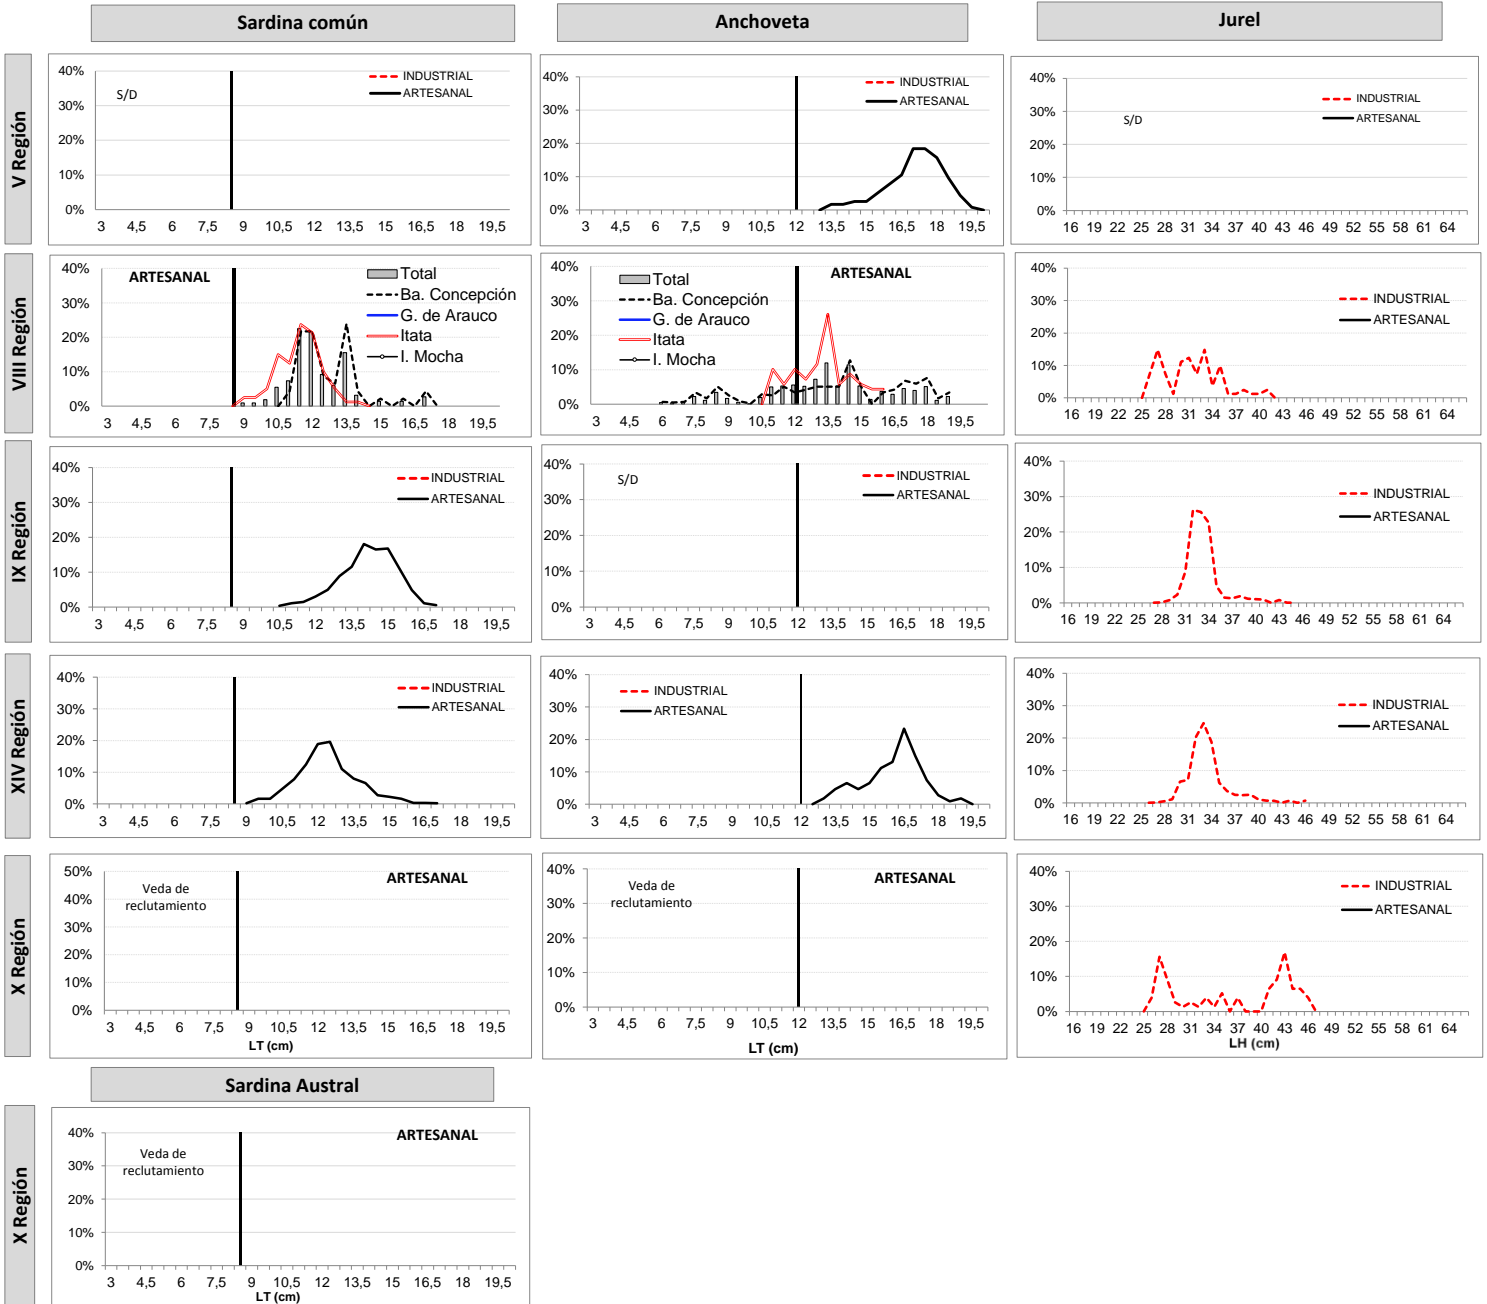 Sardina común
Anchoveta
Jurel
V Región
40%
30%
20%
10%
0%
S/D
INDUSTRIAL
ARTESANAL
3 4,5 6 7,5 9 10,5 12 13,5 15 16,5 18 19,5
40%
30%
20%
10%
0%
INDUSTRIAL
ARTESANAL
3 4,5 6 7,5 9 10,5 12 13,5 15 16,5 18 19,5
40%
30%
20%
10%
0%
S/D
INDUSTRIAL
ARTESANAL
16 19 22 25 28 31 34 37 40 43 46 49 52 55 58 61 64
VIII Región
40%
30%
20%
10%
0%
ARTESANAL
Total
Ba. Concepción
G. de Arauco
Itata
I. Mocha
3 4,5 6 7,5 9 10,5 12 13,5 15 16,5 18 19,5
40%
30%
20%
10%
0%
Total
Ba. Concepción
G. de Arauco
Itata
I. Mocha
ARTESANAL
3 4,5 6 7,5 9 10,5 12 13,5 15 16,5 18 19,5
40%
30%
20%
10%
0%
INDUSTRIAL
ARTESANAL
16 19 22 25 28 31 34 37 40 43 46 49 52 55 58 61 64
IX Región
40%
30%
20%
10%
0%
INDUSTRIAL
ARTESANAL
3 4,5 6 7,5 9 10,5 12 13,5 15 16,5 18 19,5
40%
30%
20%
10%
0%
S/D
INDUSTRIAL
ARTESANAL
3 4,5 6 7,5 9 10,5 12 13,5 15 16,5 18 19,5
40%
30%
20%
10%
0%
INDUSTRIAL
ARTESANAL
16 19 22 25 28 31 34 37 40 43 46 49 52 55 58 61 64
XIV Región
40%
30%
20%
10%
0%
INDUSTRIAL
ARTESANAL
3 4,5 6 7,5 9 10,5 12 13,5 15 16,5 18 19,5
40%
30%
20%
10%
0%
INDUSTRIAL
ARTESANAL
3 4,5 6 7,5 9 10,5 12 13,5 15 16,5 18 19,5
40%
30%
20%
10%
0%
INDUSTRIAL
ARTESANAL
16 19 22 25 28 31 34 37 40 43 46 49 52 55 58 61 64
X Región
50%
40%
30%
20%
10%
0%
Veda de
reclutamiento
ARTESANAL
3 4,5 6 7,5 9 10,5 12 13,5 15 16,5 18 19,5
LT (cm)
40%
30%
20%
10%
0%
Veda de
reclutamiento
ARTESANAL
3 4,5 6 7,5 9 10,5 12 13,5 15 16,5 18 19,5
LT (cm)
40%
30%
20%
10%
0%
INDUSTRIAL
ARTESANAL
16 19 22 25 28 31 34 37 40 43 46 49 52 55 58 61 64
LH (cm)
Sardina Austral
X Región
40%
30%
20%
10%
0%
Veda de
reclutamiento
ARTESANAL
3 4,5 6 7,5 9 10,5 12 13,5 15 16,5 18 19,5
LT (cm)